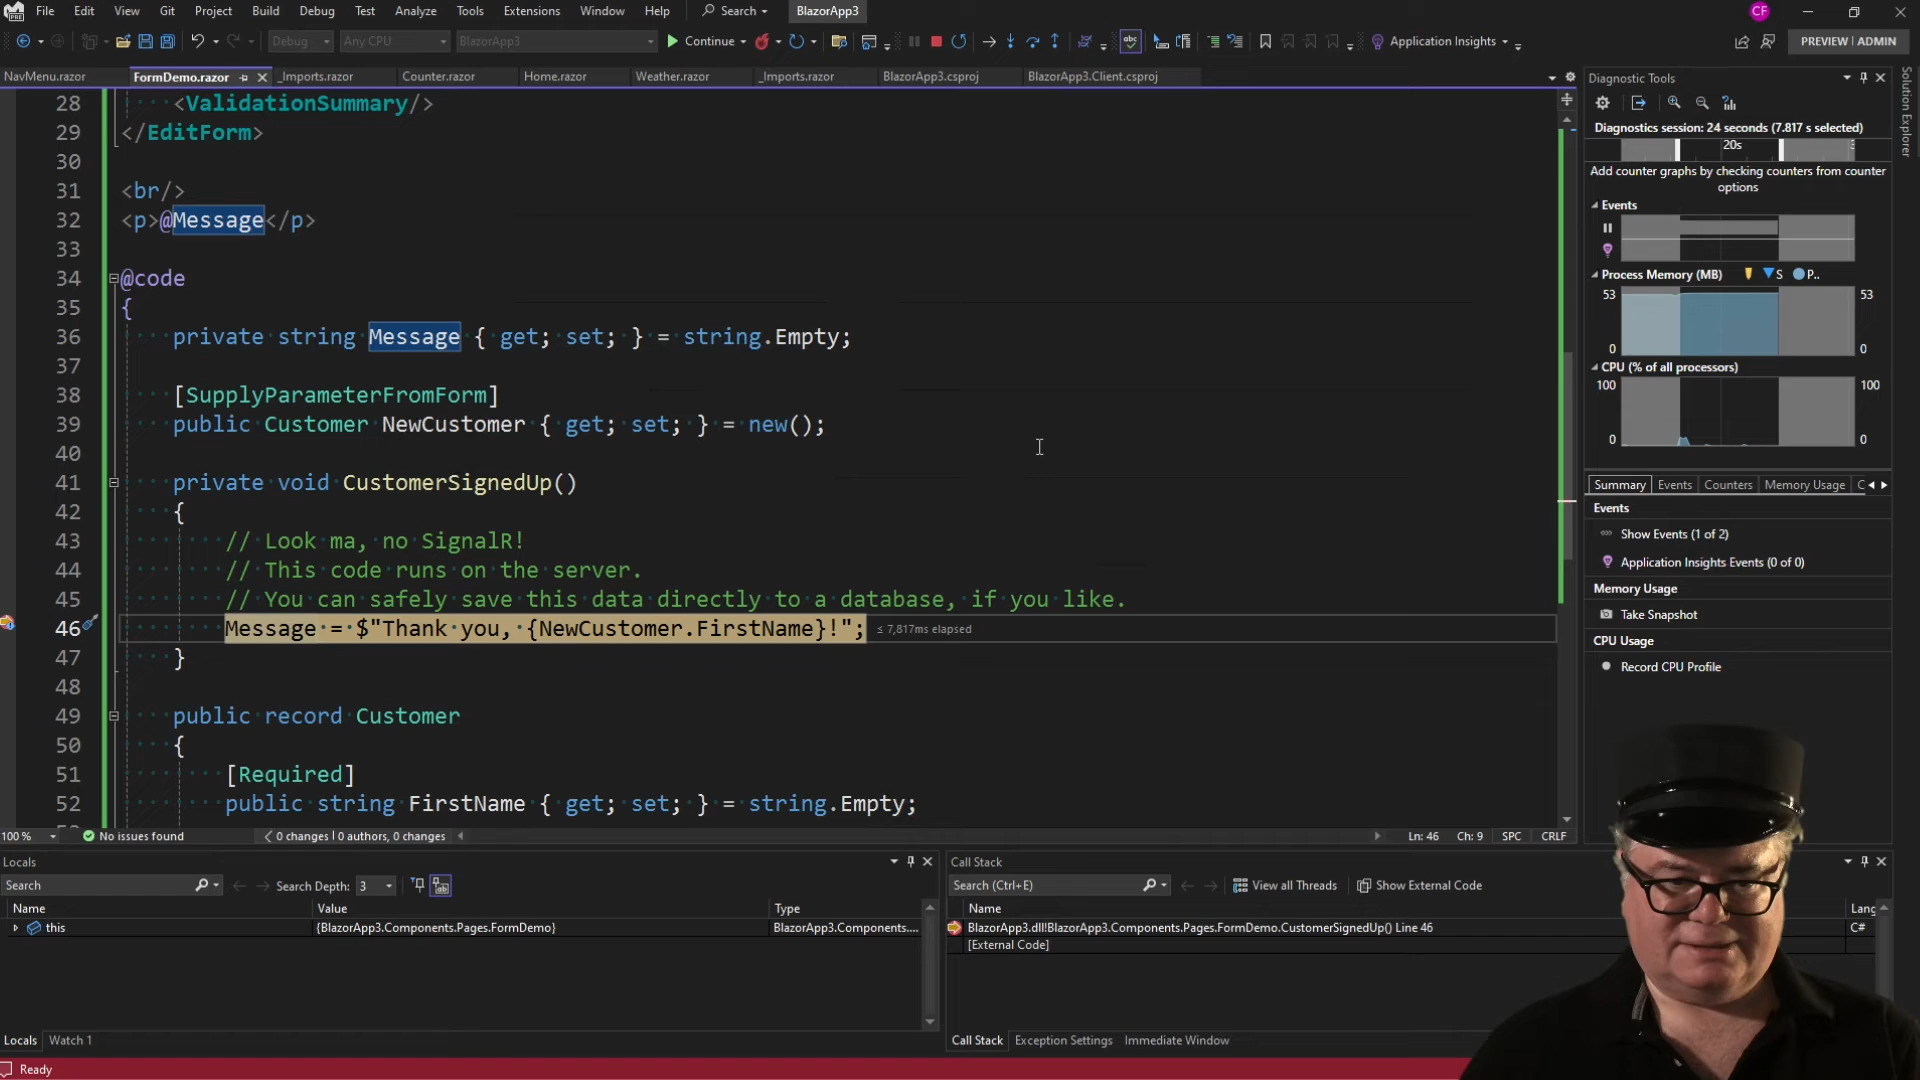 File Edit View Git Project Build Debug Test Analyze Tools Extensions Window Help Search BlazorApp3 CF
Debug Any CPU BlazorApp3 Continue Application Insights PREVIEW | ADMIN
NavMenu.razor FormDemo.razor _Imports.razor Counter.razor Home.razor Weather.razor _Imports.razor BlazorApp3.csproj BlazorApp3.Client.csproj
28 <ValidationSummary/>
29 </EditForm>
30
31 <br/>
32 <p>@Message</p>
33
34 @code
35 {
36 private string Message { get; set; } = string.Empty;
37
38 [SupplyParameterFromForm]
39 public Customer NewCustomer { get; set; } = new();
40
41 private void CustomerSignedUp()
42 {
43 // Look ma, no SignalR!
44 // This code runs on the server.
45 // You can safely save this data directly to a database, if you like.
46 Message = $"Thank you, {NewCustomer.FirstName}!"; ≤ 7,817ms elapsed
47 }
48
49 public record Customer
50 {
51 [Required]
52 public string FirstName { get; set; } = string.Empty;
100 % No issues found 0 changes | 0 authors, 0 changes Ln: 46 Ch: 9 SPC CRLF
Diagnostic Tools
Diagnostics session: 24 seconds (7.817 s selected)
20s
Add counter graphs by checking counters from counter
options
Events
Process Memory (MB) S P..
53 53
0 0
CPU (% of all processors)
100 100
0 0
Summary Events Counters Memory Usage C
Events
Show Events (1 of 2)
Application Insights Events (0 of 0)
Memory Usage
Take Snapshot
CPU Usage
Record CPU Profile
Solution Explorer
Locals
Search Search Depth: 3
Name Value Type
this {BlazorApp3.Components.Pages.FormDemo} BlazorApp3.Components....
Locals Watch 1
Call Stack
Search (Ctrl+E) View all Threads Show External Code
Name Lang
BlazorApp3.dll!BlazorApp3.Components.Pages.FormDemo.CustomerSignedUp() Line 46 C#
[External Code]
Call Stack Exception Settings Immediate Window
Ready